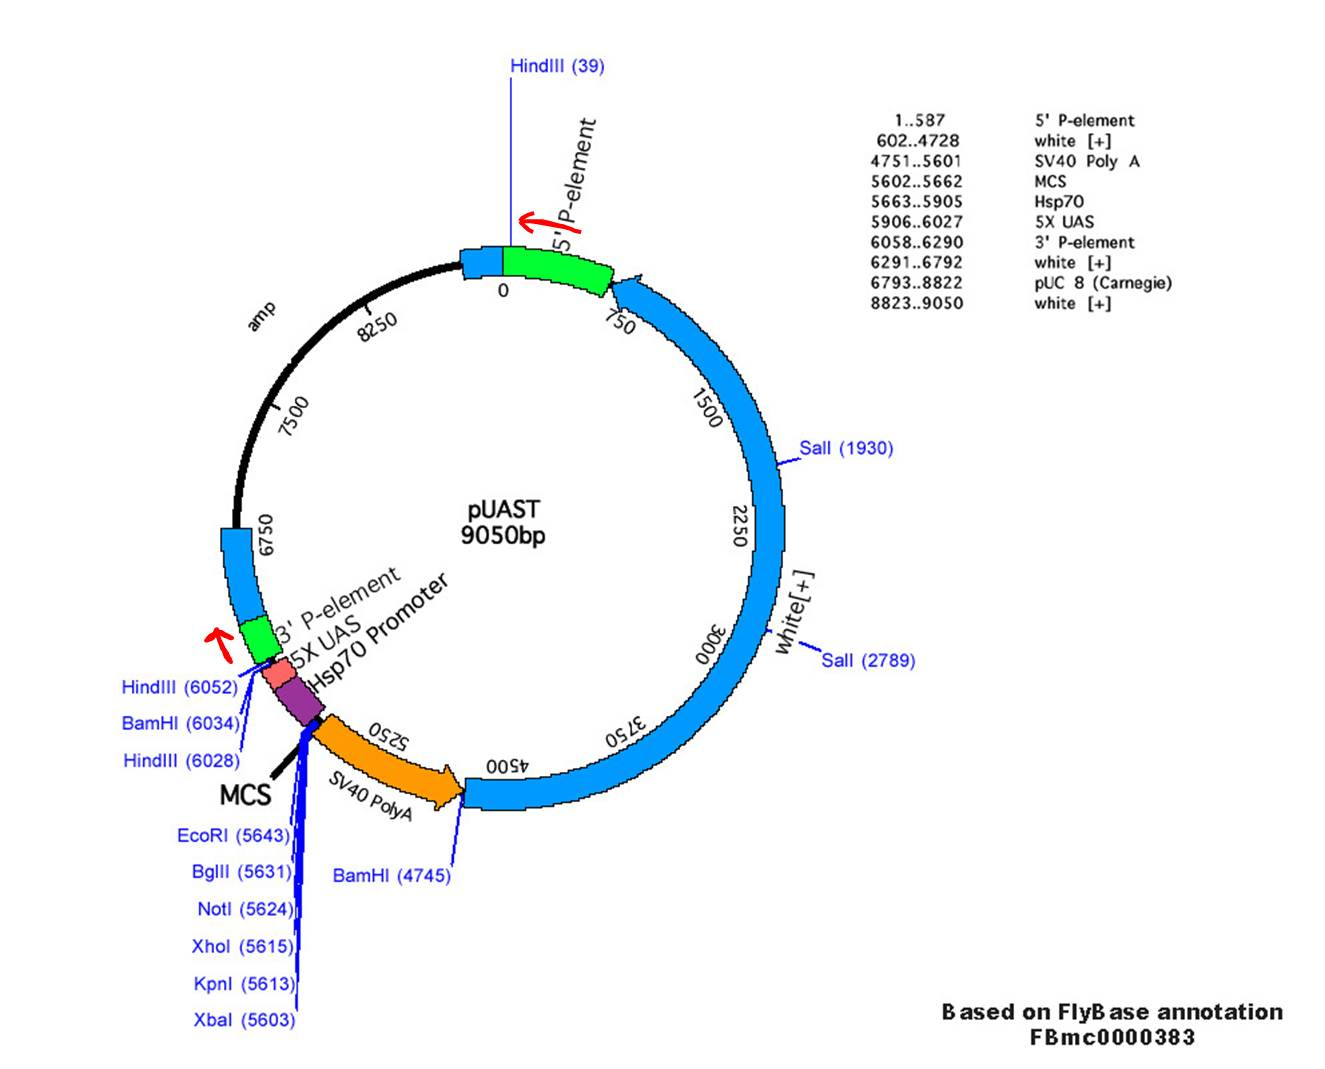 HindIII (39)
5' P-element
1..587 5' P-element
602..4728 white [+]
4751..5601 SV40 Poly A
5602..5662 MCS
5663..5905 Hsp70
5906..6027 5X UAS
6058..6290 3' P-element
6291..6792 white [+]
6793..8822 pUC 8 (Carnegie)
8823..9050 white [+]
0
750
1500
2250
3000
3750
4500
5250
6750
7500
8250
amp
SalI (1930)
SalI (2789)
white[+]
pUAST
9050bp
3' P-element
5X UAS
Hsp70 Promoter
HindIII (6052)
BamHI (6034)
HindIII (6028)
MCS
SV40 PolyA
EcoRI (5643)
BglII (5631)
NotI (5624)
XhoI (5615)
KpnI (5613)
XbaI (5603)
BamHI (4745)
Based on FlyBase annotation
FBmc0000383